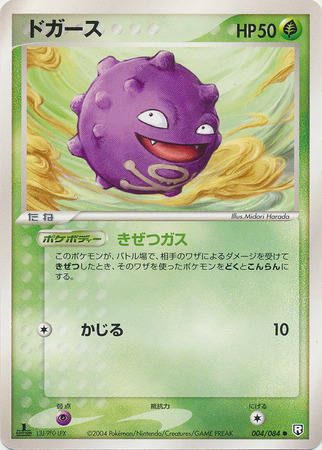 ドガース HP50
たね
Illus.Midori Harada
ポケボディー きぜつガス
このポケモンが、バトル場で、相手のワザによるダメージを受けて
きぜつしたとき、そのワザを使ったポケモンをどくとこんらんに
する。
かじる 10
弱点 抵抗力 にげる
1 EDITION
©2004 Pokémon/Nintendo/Creatures/GAME FREAK.
004/084 ●
R